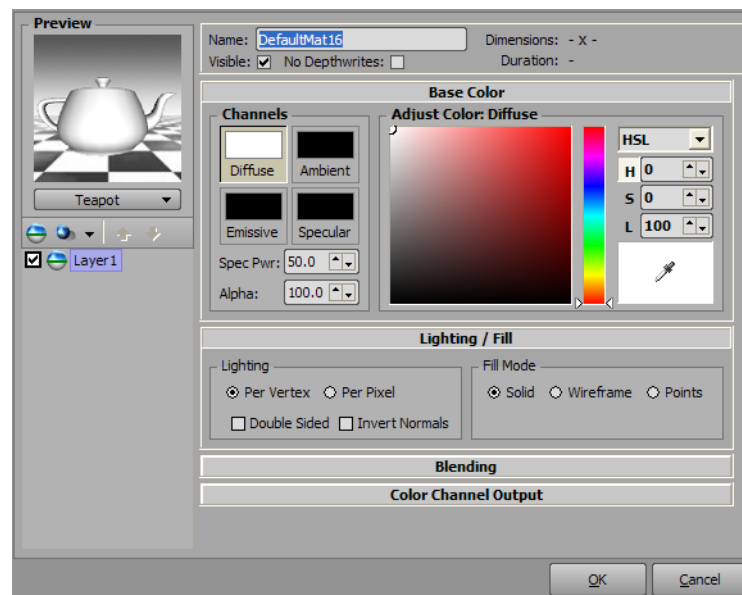 Preview
Name: DefaultMat16 Dimensions: - X -
Visible: No Depthwrites: Duration: -
Base Color
Channels Adjust Color: Diffuse
HSL
Diffuse Ambient
H 0
S 0
Teapot
L 100
Emissive Specular
Layer1
Spec Pwr: 50.0
Alpha: 100.0
Lighting / Fill
Lighting Fill Mode
Per Vertex Per Pixel Solid Wireframe Points
Double Sided Invert Normals
Blending
Color Channel Output
OK Cancel